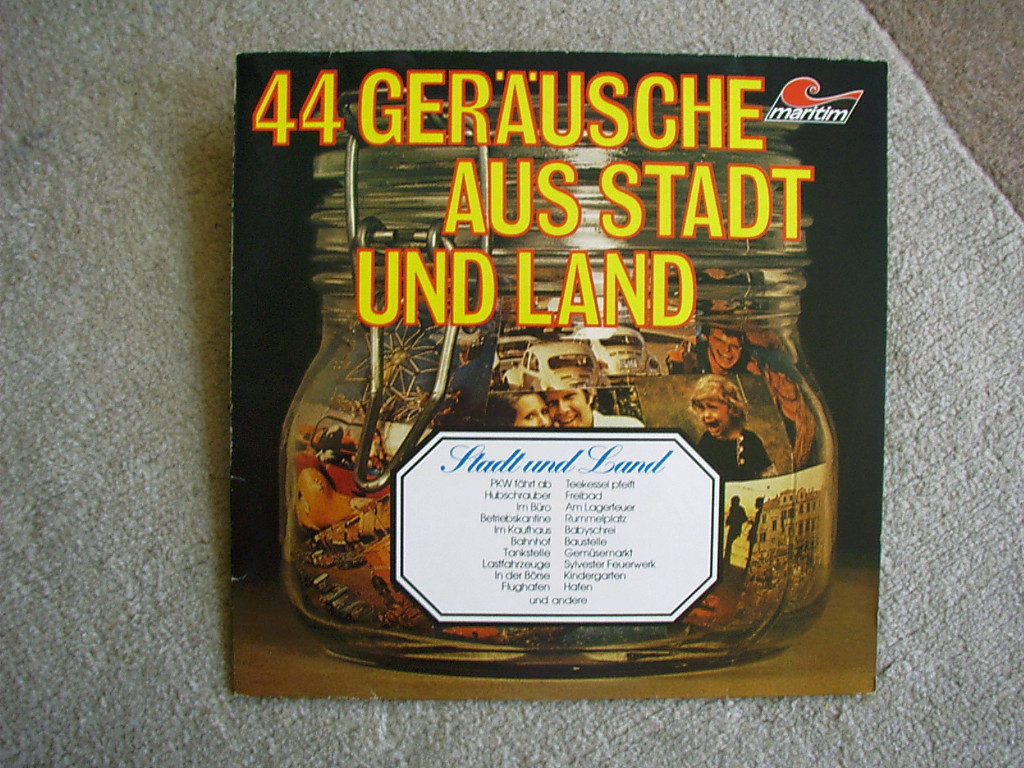 44 GERÄUSCHE
maritim
AUS STADT
UND LAND
Stadt und Land
PKW fährt ab Teekessel pfeift
Hubschrauber Freibad
Im Büro Am Lagerfeuer
Betriebskantine Rummelplatz
Im Kaufhaus Babyschrei
Bahnhof Baustelle
Tankstelle Gemüsemarkt
Lastfahrzeuge Sylvester Feuerwerk
In der Börse Kindergarten
Flughafen Hafen
und andere